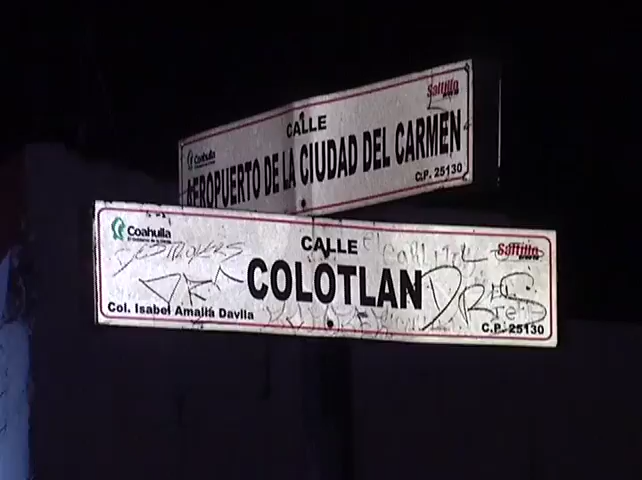 Saltillo
CALLE
Coahuila
AEROPUERTO DE LA CIUDAD DEL CARMEN
C.P. 25130
Coahuila
CALLE
Saltillo
DESTROYERS
COLOTLAN
Col. Isabel Amalia Davila
C.P. 25130